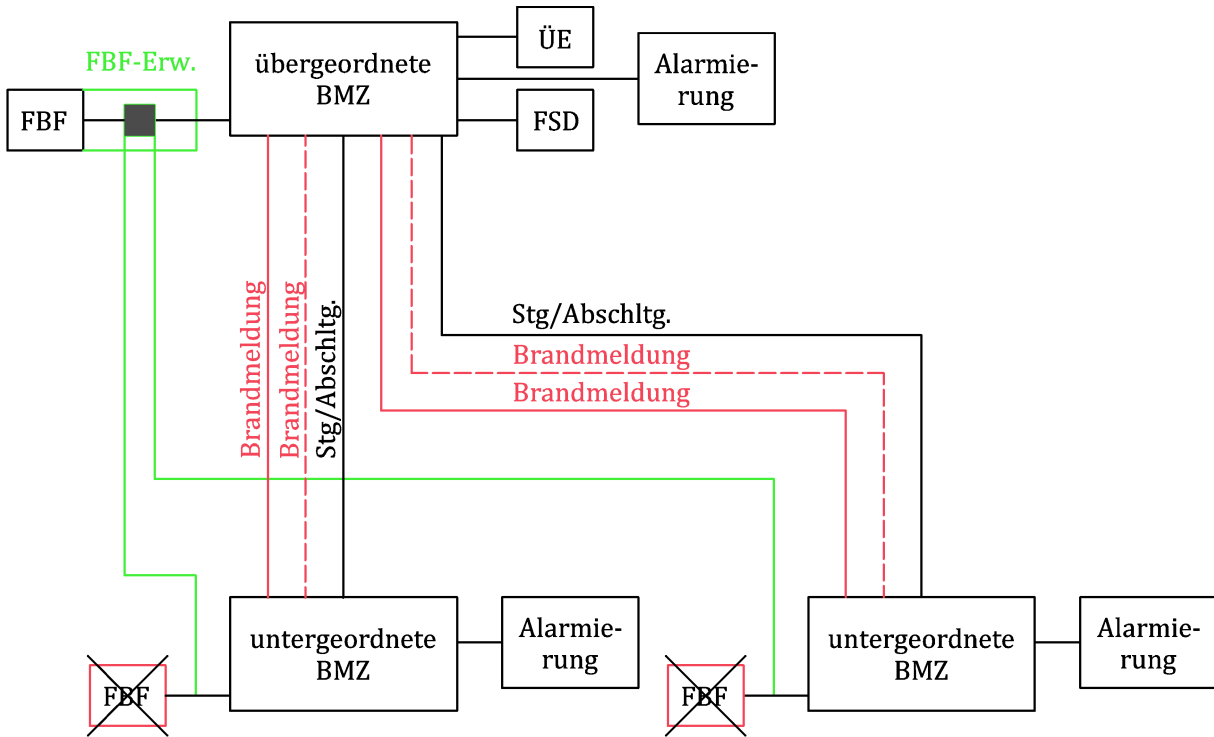 ÜE
FBF-Erw.
übergeordnete
BMZ
Alarmie-
rung
FBF
FSD
Brandmeldung
Brandmeldung
Stg/Abschltg.
Stg/Abschltg.
Brandmeldung
Brandmeldung
untergeordnete
BMZ
Alarmie-
rung
FBF
untergeordnete
BMZ
Alarmie-
rung
FBF